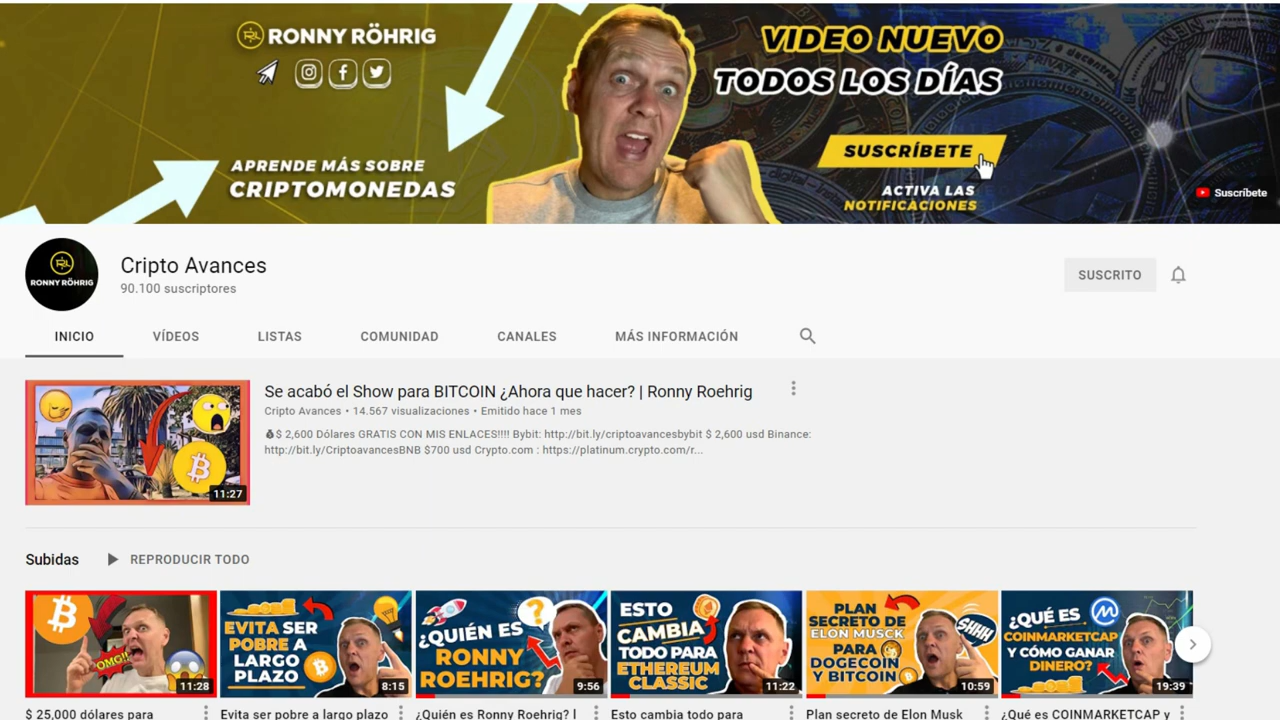 RONNY RÖHRIG
VIDEO NUEVO
TODOS LOS DÍAS
APRENDE MÁS SOBRE
CRIPTOMONEDAS
SUSCRÍBETE
ACTIVA LAS
NOTIFICACIONES
Suscríbete
RONNY RÖHRIG
Cripto Avances
90.100 suscriptores
SUSCRITO
INICIO
VÍDEOS
LISTAS
COMUNIDAD
CANALES
MÁS INFORMACIÓN
Se acabó el Show para BITCOIN ¿Ahora que hacer? | Ronny Roehrig
Cripto Avances • 14.567 visualizaciones • Emitido hace 1 mes
💰$ 2,600 Dólares GRATIS CON MIS ENLACES!!!! Bybit: http://bit.ly/criptoavancesbybit $ 2,600 usd Binance:
http://bit.ly/CriptoavancesBNB $700 usd Crypto.com : https://platinum.crypto.com/r...
11:27
Subidas
REPRODUCIR TODO
OMG!
11:28
EVITA SER
POBRE A
LARGO
PLAZO
8:15
¿QUIÉN ES
RONNY
ROEHRIG?
9:56
ESTO
CAMBIA
TODO PARA
ETHEREUM
CLASSIC
11:22
PLAN
SECRETO DE
ELON MUSCK
PARA
DOGECOIN
Y BITCOIN
SHHH
10:59
¿QUÉ ES
COINMARKETCAP
Y CÓMO GANAR
DINERO?
19:39
$ 25,000 dólares para
Evita ser pobre a largo plazo
¿Quién es Ronny Roehrig? |
Esto cambia todo para
Plan secreto de Elon Musk
¿Qué es COINMARKETCAP y